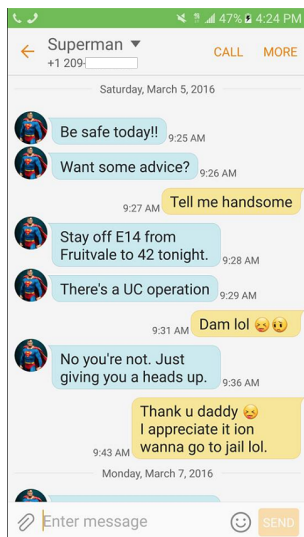 47% 4:24 PM
Superman
CALL MORE
+1 209-
Saturday, March 5, 2016
Be safe today!!
9:25 AM
Want some advice?
9:26 AM
9:27 AM Tell me handsome
Stay off E14 from
Fruitvale to 42 tonight.
9:28 AM
There's a UC operation
9:29 AM
9:31 AM Dam lol 😣😠
No you're not. Just
giving you a heads up.
9:36 AM
Thank u daddy 😣
I appreciate it ion
wanna go to jail lol.
9:43 AM
Monday, March 7, 2016
Enter message
SEND